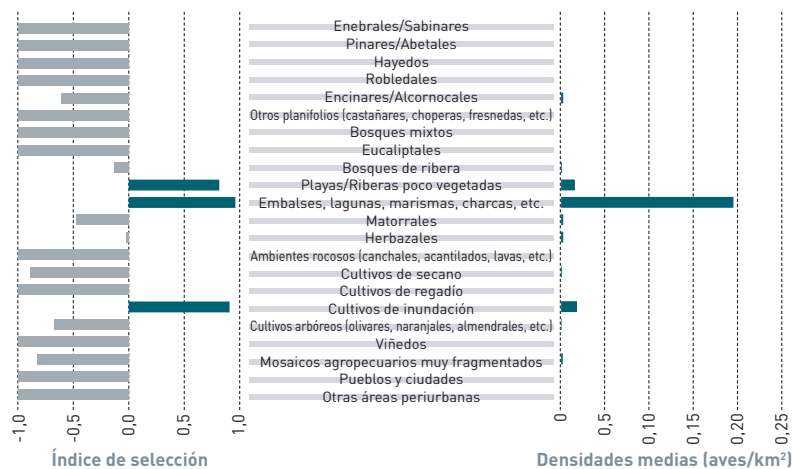 Enebrales/Sabinares
Pinares/Abetales
Hayedos
Robledales
Encinares/Alcornocales
Otros planifolios (castañares, choperas, fresnedas, etc.)
Bosques mixtos
Eucaliptales
Bosques de ribera
Playas/Riberas poco vegetadas
Embalses, lagunas, marismas, charcas, etc.
Matorrales
Herbazales
Ambientes rocosos (canchales, acantilados, lavas, etc.)
Cultivos de secano
Cultivos de regadío
Cultivos de inundación
Cultivos arbóreos (olivares, naranjales, almendrales, etc.)
Viñedos
Mosaicos agropecuarios muy fragmentados
Pueblos y ciudades
Otras áreas periurbanas
-1,0 -0,5 0,0 0,5 1,0
0 0,5 0,10 0,15 0,20 0,25
Índice de selección
Densidades medias (aves/km²)